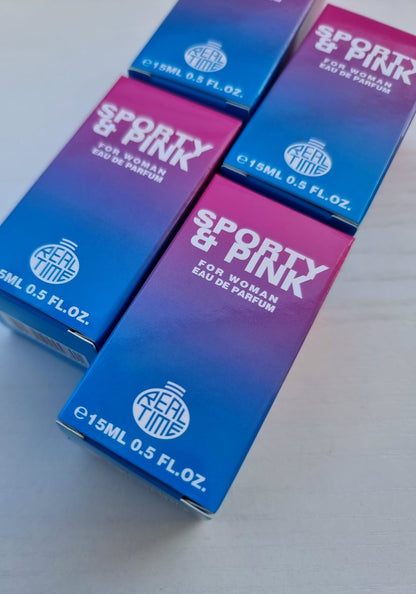 REAL
TIME
℮15ML 0.5 FL.OZ.
SPORTY
& PINK
FOR WOMAN
EAU DE PARFUM
REAL
TIME
℮15ML 0.5 FL.OZ.
SPORTY
& PINK
FOR WOMAN
EAU DE PARFUM
REAL
TIME
5ML 0.5 FL.OZ.
SPORTY
& PINK
FOR WOMAN
EAU DE PARFUM
REAL
TIME
℮15ML 0.5 FL.OZ.